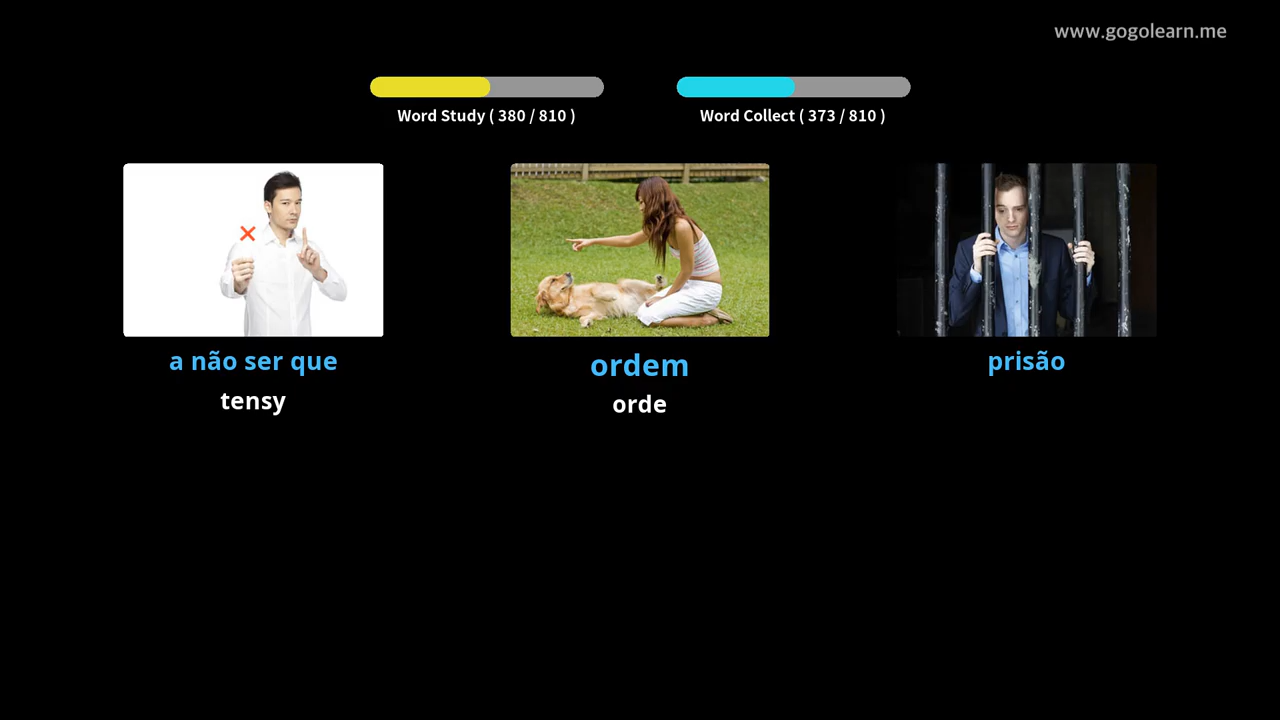 www.gogolearn.me
Word Study ( 380 / 810 )
Word Collect ( 373 / 810 )
a não ser que
tensy
ordem
orde
prisão